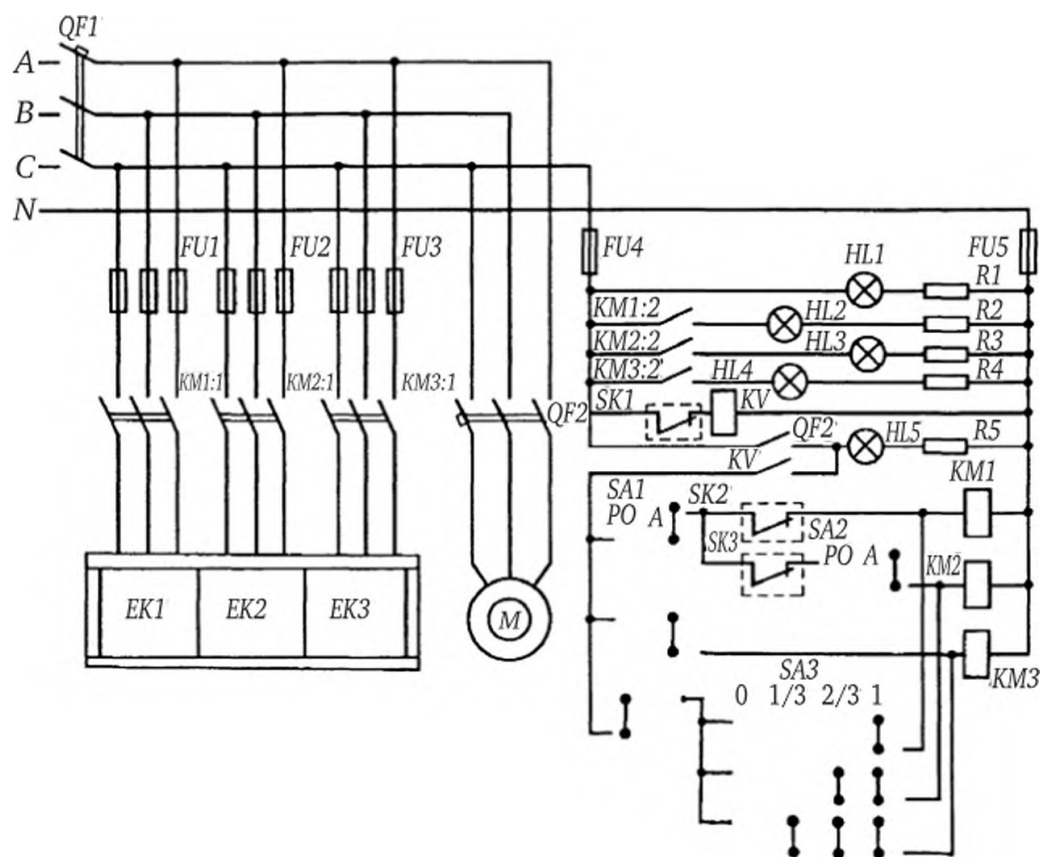 QF1
A
B
C
N
FU1 FU2 FU3 FU4 FU5
HL1 R1
KM1:2 HL2 R2
KM2:2 HL3 R3
KM3:2 HL4 R4
KM1:1 KM2:1 KM3:1
SK1 KV
QF2 QF2 HL5 R5
KV KM1
SA1 SK2
PO A SA2
SK3 PO A KM2
EK1 EK2 EK3 M
SA3 KM3
0 1/3 2/3 1